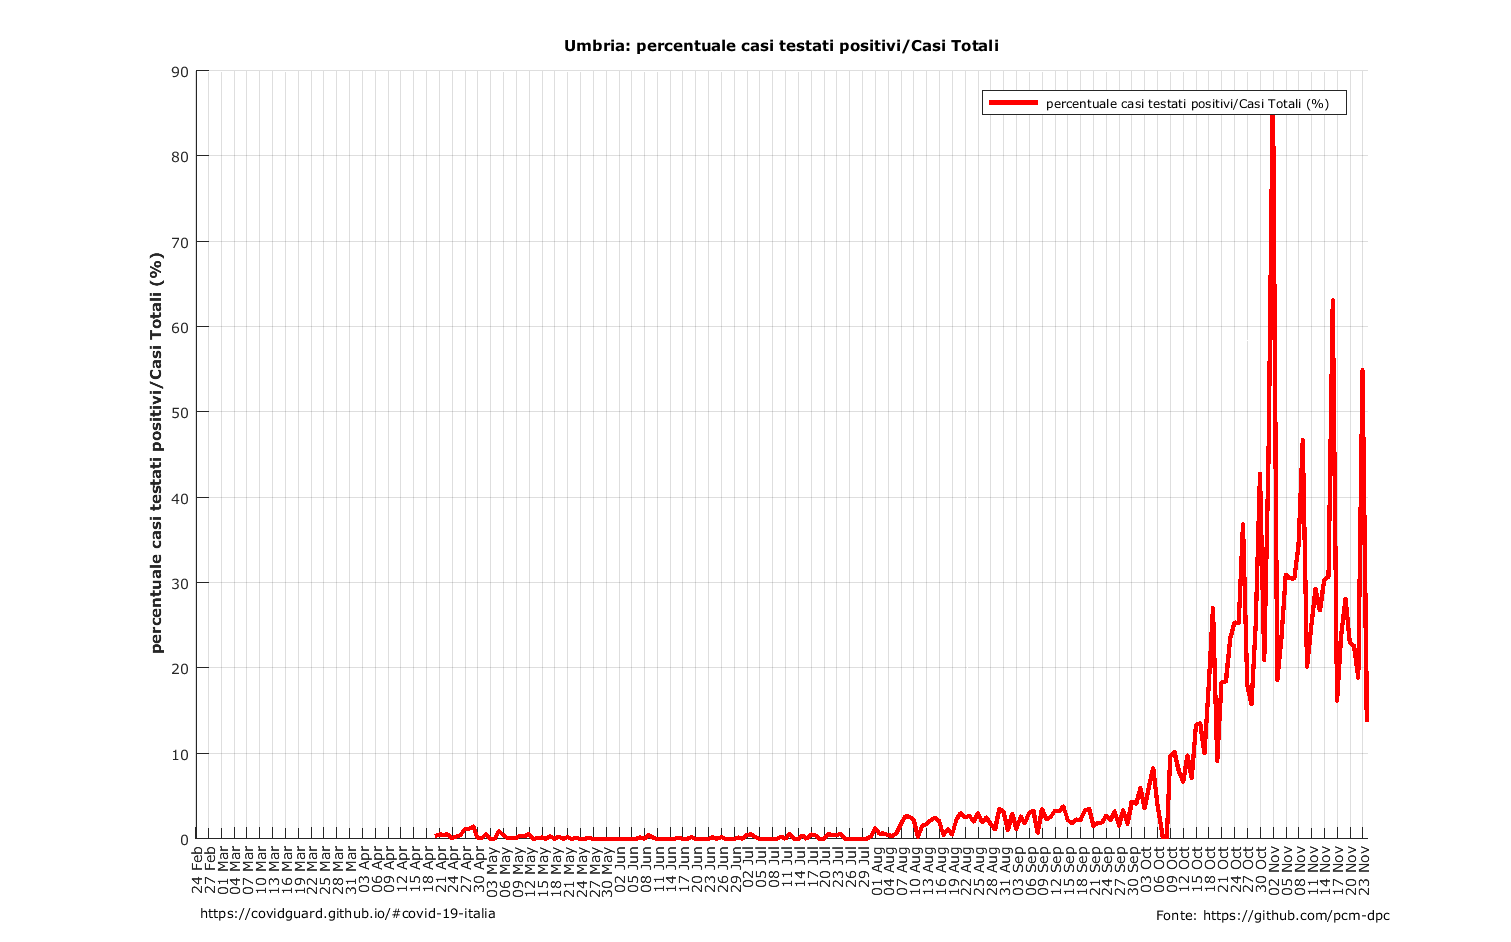 Umbria: percentuale casi testati positivi/Casi Totali
percentuale casi testati positivi/Casi Totali (%)
percentuale casi testati positivi/Casi Totali (%)
90
80
70
60
50
40
30
20
10
0
24 Feb
27 Feb
01 Mar
04 Mar
07 Mar
10 Mar
13 Mar
16 Mar
19 Mar
22 Mar
25 Mar
28 Mar
31 Mar
03 Apr
06 Apr
09 Apr
12 Apr
15 Apr
18 Apr
21 Apr
24 Apr
27 Apr
30 Apr
03 May
06 May
09 May
12 May
15 May
18 May
21 May
24 May
27 May
30 May
02 Jun
05 Jun
08 Jun
11 Jun
14 Jun
17 Jun
20 Jun
23 Jun
26 Jun
29 Jun
02 Jul
05 Jul
08 Jul
11 Jul
14 Jul
17 Jul
20 Jul
23 Jul
26 Jul
29 Jul
01 Aug
04 Aug
07 Aug
10 Aug
13 Aug
16 Aug
19 Aug
22 Aug
25 Aug
28 Aug
31 Aug
03 Sep
06 Sep
09 Sep
12 Sep
15 Sep
18 Sep
21 Sep
24 Sep
27 Sep
30 Sep
03 Oct
06 Oct
09 Oct
12 Oct
15 Oct
18 Oct
21 Oct
24 Oct
27 Oct
30 Oct
02 Nov
05 Nov
08 Nov
11 Nov
14 Nov
17 Nov
20 Nov
23 Nov
https://covidguard.github.io/#covid-19-italia
Fonte: https://github.com/pcm-dpc